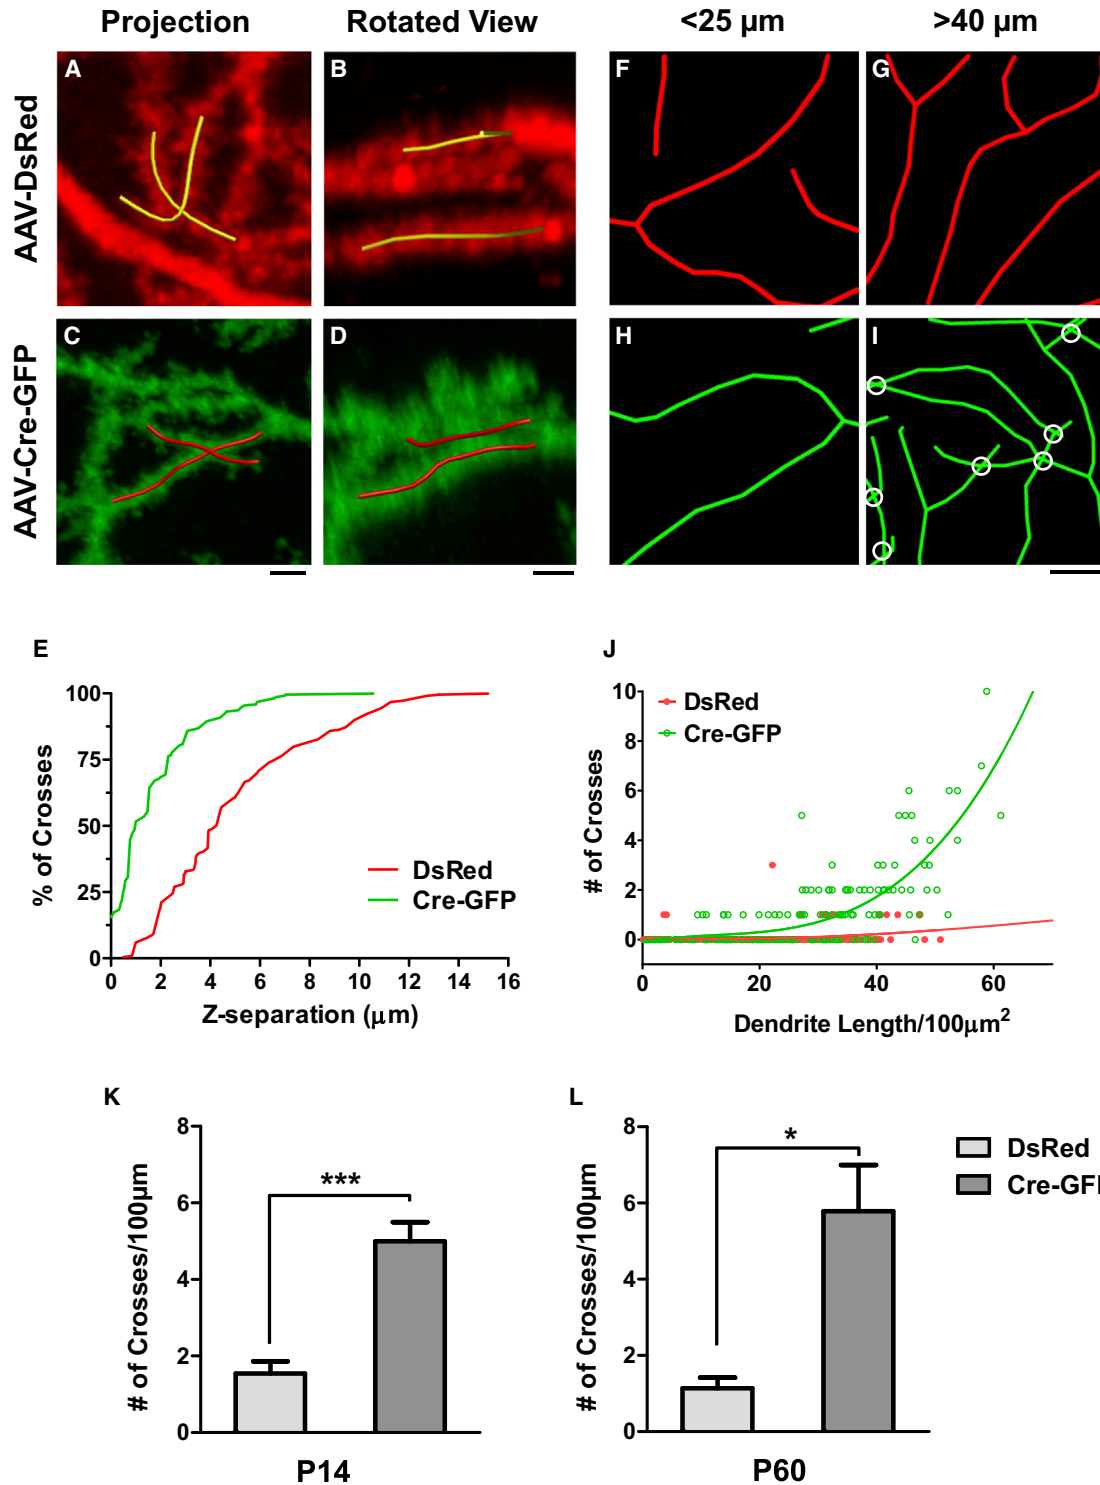 Projection
Rotated View
<25 µm
>40 µm
AAV-DsRed
A
B
F
G
AAV-Cre-GFP
C
D
H
I
E
100
75
50
25
0
% of Crosses
DsRed
Cre-GFP
0 2 4 6 8 10 12 14 16
Z-separation (µm)
J
10
8
6
4
2
0
# of Crosses
DsRed
Cre-GFP
0 20 40 60
Dendrite Length/100µm²
K
8
6
4
2
0
# of Crosses/100µm
***
P14
L
8
6
4
2
0
# of Crosses/100µm
*
P60
DsRed
Cre-GF